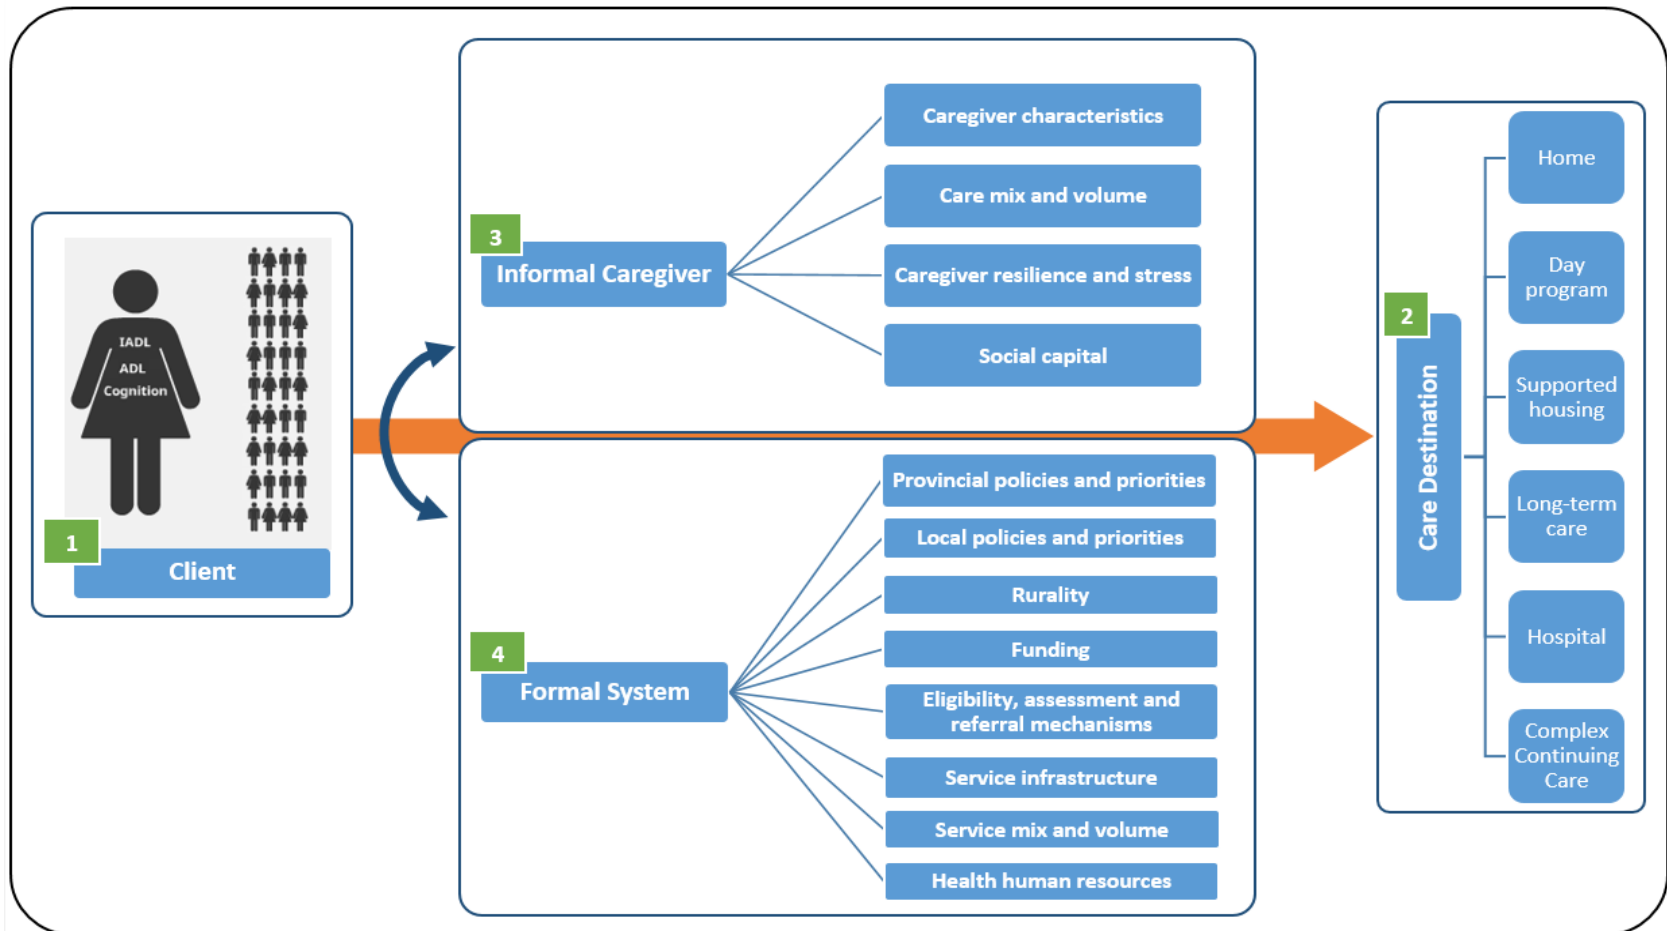 IADL
ADL
Cognition
1
Client
3
Informal Caregiver
Caregiver characteristics
Care mix and volume
Caregiver resilience and stress
Social capital
4
Formal System
Provincial policies and priorities
Local policies and priorities
Rurality
Funding
Eligibility, assessment and
referral mechanisms
Service infrastructure
Service mix and volume
Health human resources
2
Care Destination
Home
Day
program
Supported
housing
Long-term
care
Hospital
Complex
Continuing
Care